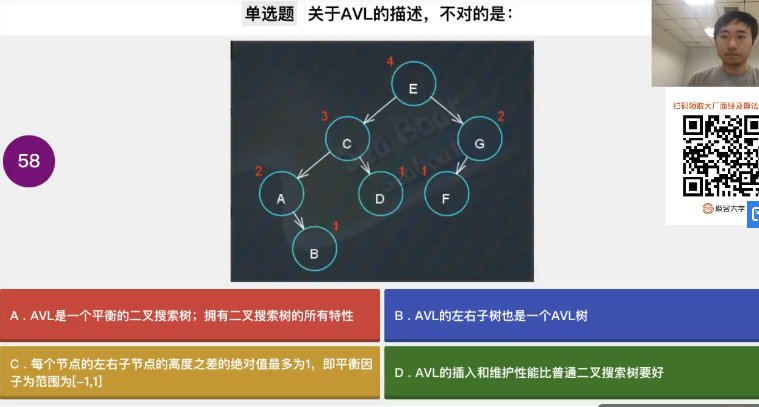 单选题 关于AVL的描述，不对的是：
扫码领取大厂面经及算法
58
4
E
3
C
2
G
2
A
1
D
1
F
1
B
极客大学
A．AVL是一个平衡的二叉搜索树；拥有二叉搜索树的所有特性
B．AVL的左右子树也是一个AVL树
C．每个节点的左右子节点的高度之差的绝对值最多为1，即平衡因
子为范围为[-1,1]
D．AVL的插入和维护性能比普通二叉搜索树要好